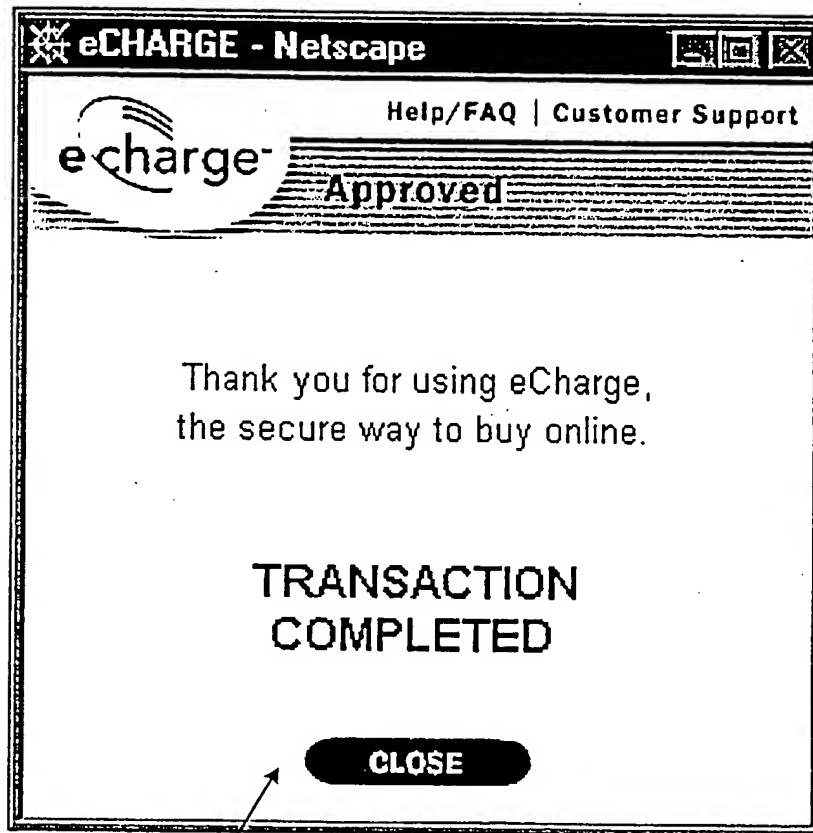 eCHARGE - Netscape
Help/FAQ | Customer Support
echarge
Approved
Thank you for using eCharge,
the secure way to buy online.
TRANSACTION
COMPLETED
CLOSE